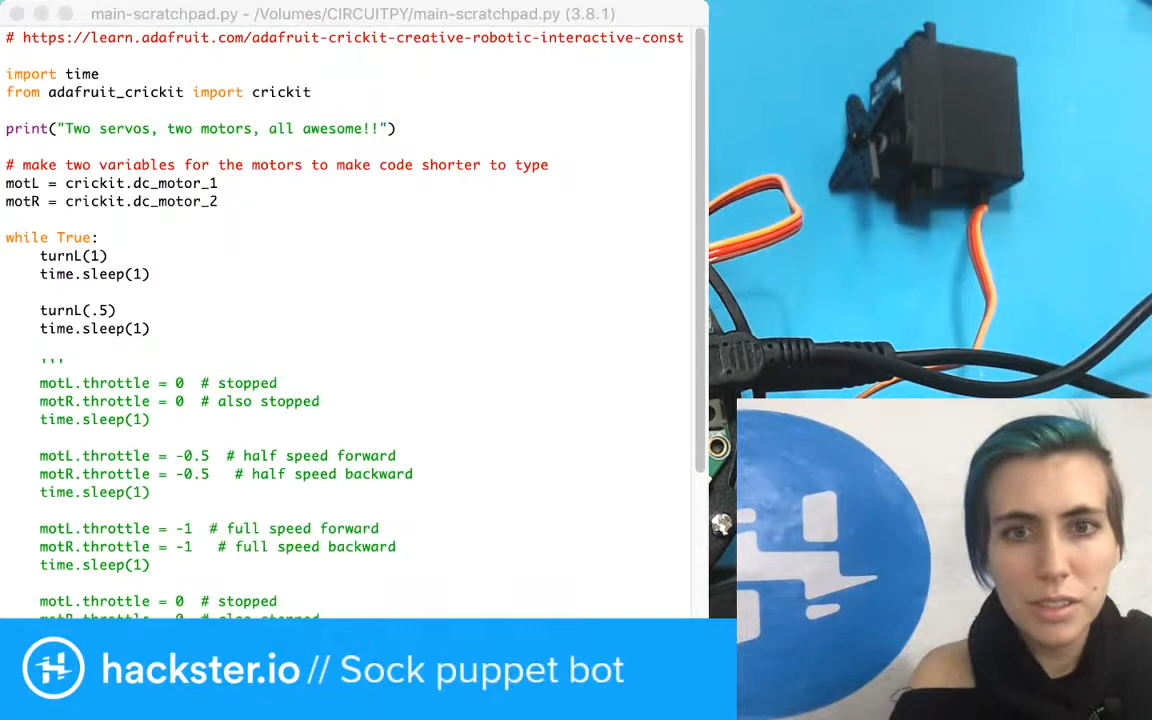 main-scratchpad.py - /Volumes/CIRCUITPY/main-scratchpad.py (3.8.1)
# https://learn.adafruit.com/adafruit-crickit-creative-robotic-interactive-const
import time
from adafruit_crickit import crickit
print("Two servos, two motors, all awesome!!")
# make two variables for the motors to make code shorter to type
motL = crickit.dc_motor_1
motR = crickit.dc_motor_2
while True:
turnL(1)
time.sleep(1)
turnL(.5)
time.sleep(1)
'''
motL.throttle = 0  # stopped
motR.throttle = 0  # also stopped
time.sleep(1)
motL.throttle = -0.5  # half speed forward
motR.throttle = -0.5   # half speed backward
time.sleep(1)
motL.throttle = -1  # full speed forward
motR.throttle = -1   # full speed backward
time.sleep(1)
motL.throttle = 0  # stopped
motR.throttle = 0  # also stopped
hackster.io // Sock puppet bot